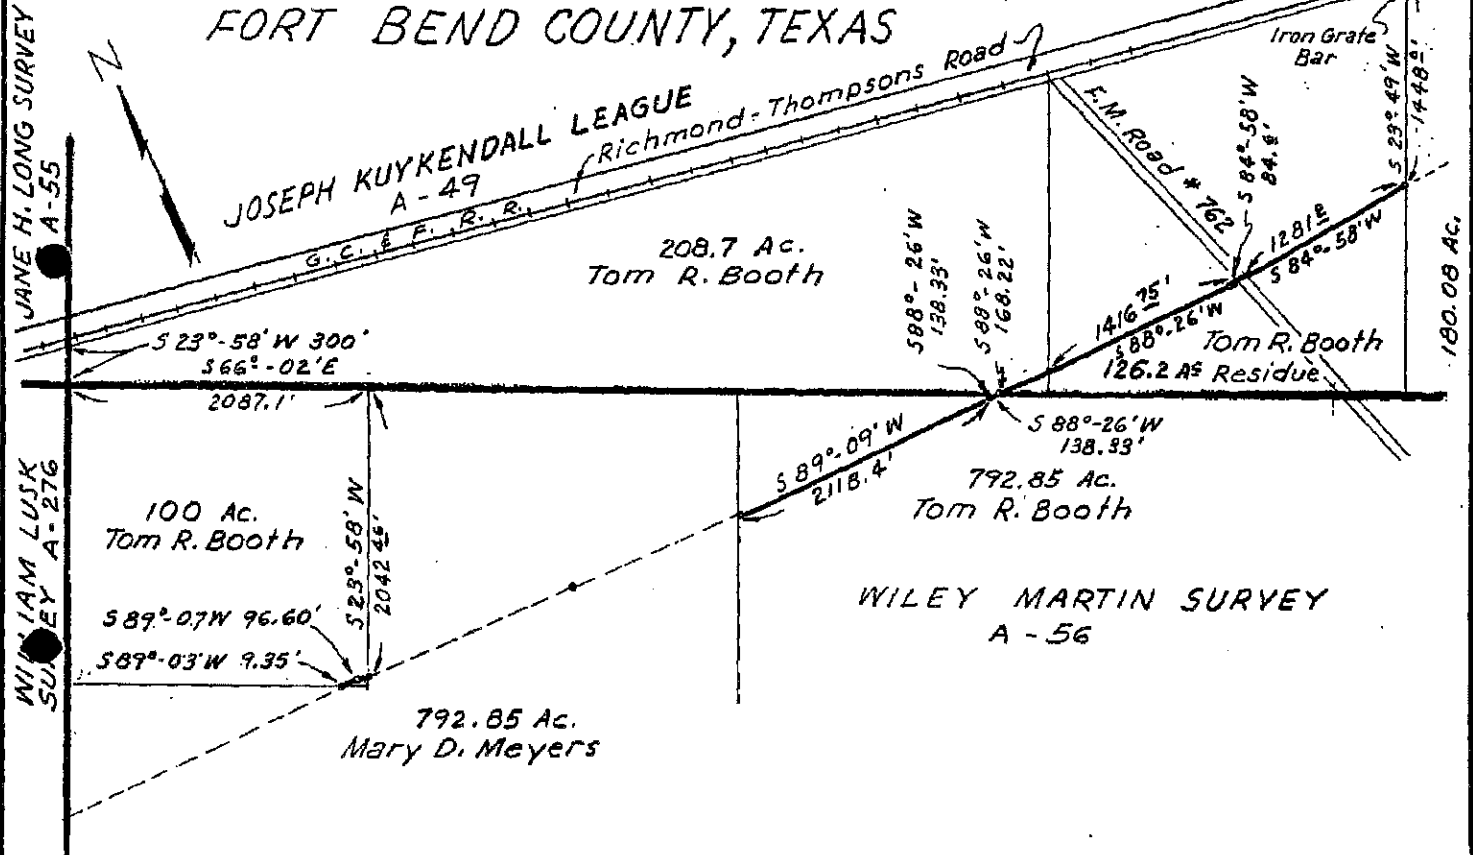 FORT BEND COUNTY, TEXAS
N
JANE H. LONG SURVEY
A-55
JOSEPH KUYKENDALL LEAGUE
A - 49
Richmond - Thompsons Road
G. C. & F. R. R.
Iron Grate
Bar
S 23°-49' W
1448
F.M. Road # 762
S 84°-58' W
1281
S 84°-58' W
180.08 Ac.
208.7 Ac.
Tom R. Booth
S 88°-26' W
138.33'
S 88°-26' W
168.22'
1416 75'
S 88°-26' W
Tom R. Booth
126.2 Ac Residue
S 23°-58' W 300'
S 66°-02' E
2087.1'
S 88°-26' W
138.33'
S 89°-09' W
2118.4'
792.85 Ac.
Tom R. Booth
SURVEY A-276
100 Ac.
Tom R. Booth
S 23°-58' W
2042 46'
S 89°-07 W 96.60'
S 89°-03' W 9.35'
WILEY MARTIN SURVEY
A - 56
792.85 Ac.
Mary D. Meyers